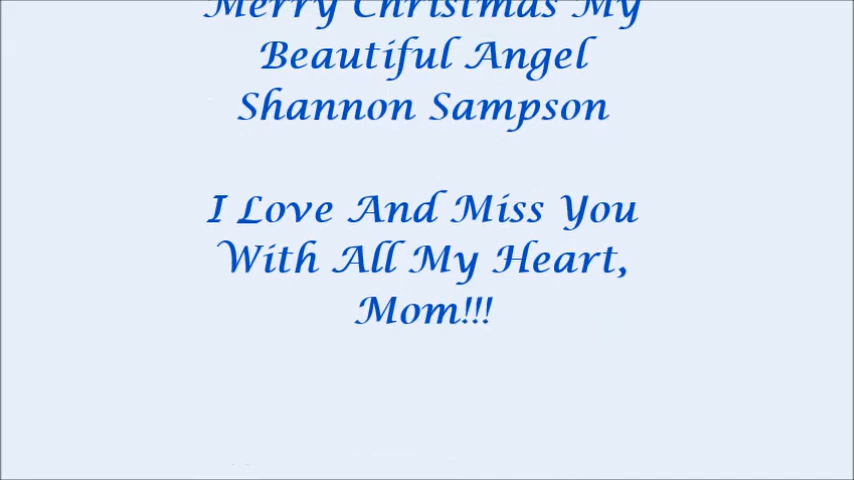 Merry Christmas My
Beautiful Angel
Shannon Sampson
I Love And Miss You
With All My Heart,
Mom!!!